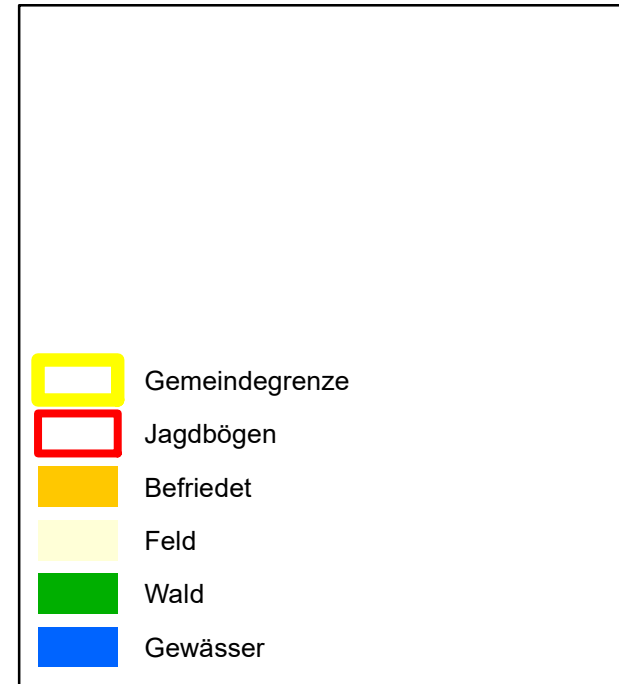 Gemeindegrenze
Jagdbögen
Befriedet
Feld
Wald
Gewässer